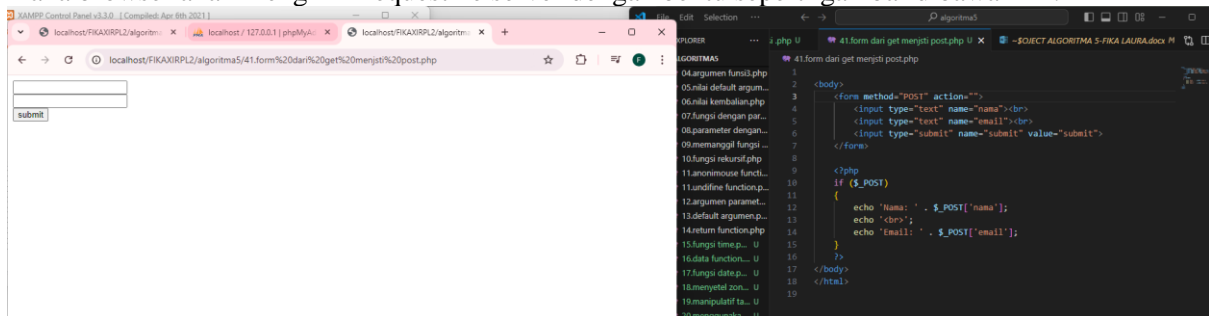 XAMPP Control Panel v3.3.0 [ Compiled: Apr 6th 2021 ]
localhost/FIKAXIRPL2/algoritm
localhost / 127.0.0.1 | phpMyAd
localhost/FIKAXIRPL2/algoritm
localhost/FIKAXIRPL2/algoritma5/41.form%20dari%20get%20menjsti%20post.php
F
submit
File Edit Selection ...
algoritma5
EXPLORER ...
.php U
41.form dari get menjsti post.php U
~$OJECT ALGORITMA 5-FIKA LAURA.docx M
ALGORITMA5
41.form dari get menjsti post.php
04.argumen funsi3.php
05.nilai default argum...
06.nilai kembalian.php
07.fungsi dengan par...
08.parameter dengan...
09.memanggil fungsi ...
10.fungsi rekursif.php
11.anonimouse functi...
11.undifine function.p...
12.argumen paramet...
13.default argumen.p...
14.return function.php
15.fungsi time.p... U
16.data function.... U
17.fungsi date.p... U
18.menyetel zon... U
19.manipulatif ta... U
1
2 <body>
3 <form method="POST" action="">
4 <input type="text" name="nama"><br>
5 <input type="text" name="email"><br>
6 <input type="submit" name="submit" value="submit">
7 </form>
8
9 <?php
10 if ($_POST)
11 {
12 echo 'Nama: ' . $_POST['nama'];
13 echo '<br>';
14 echo 'Email: ' . $_POST['email'];
15 }
16 ?>
17 </body>
18 </html>
19